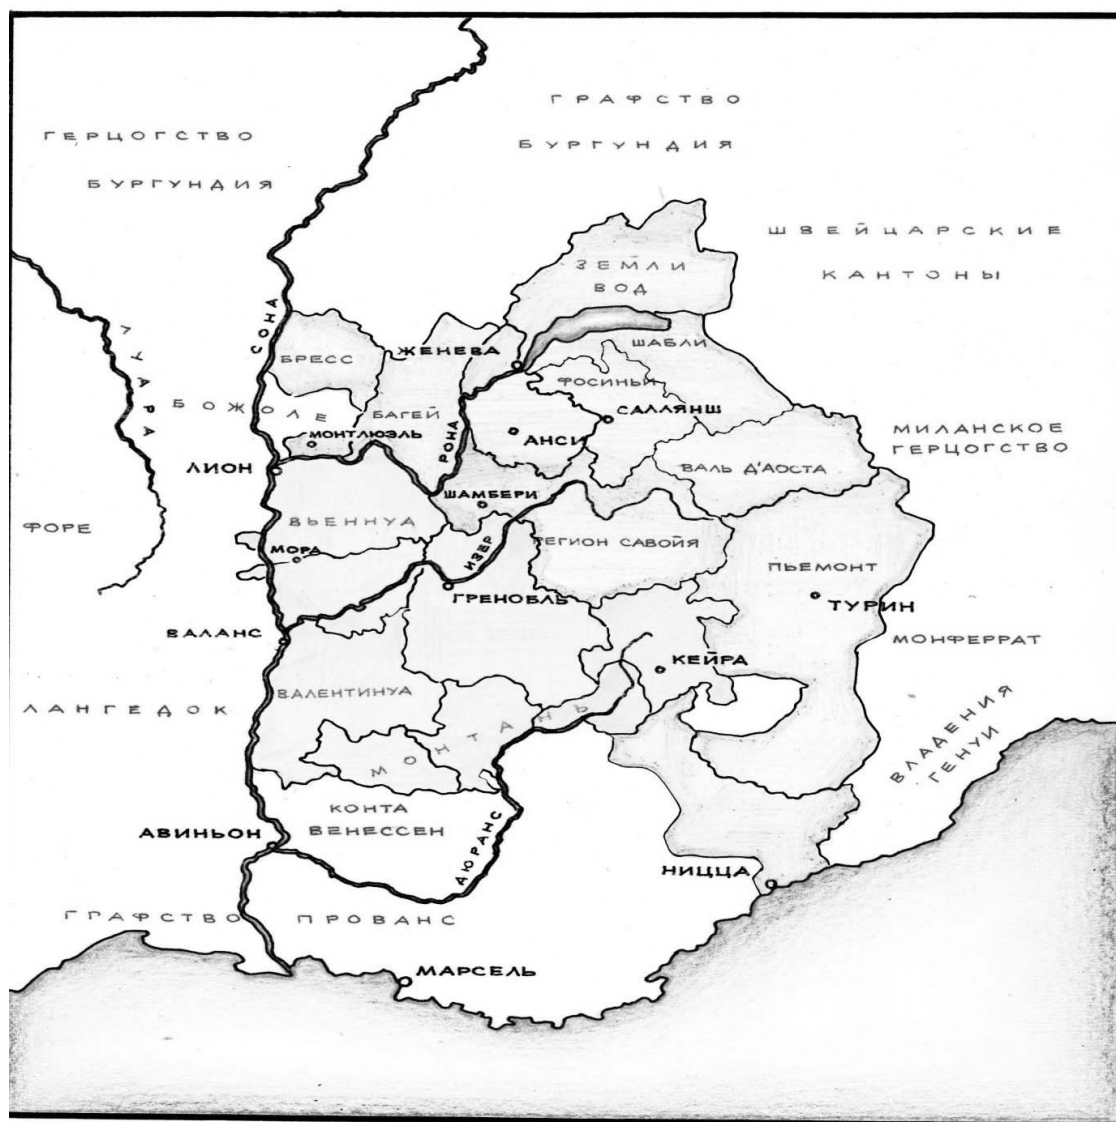 ГРАФСТВО
БУРГУНДИЯ
ГЕРЦОГСТВО
БУРГУНДИЯ
ШВЕЙЦАРСКИЕ
КАНТОНЫ
ЗЕМЛИ
ВОД
СОНА
ЛУАРА
ЖЕНЕВА
ШАБЛИ
БРЕСС
ФОСИНЬИ
БОЖОЛЕ
БАГЕЙ
САЛЛЯНШ
МОНТЛЮЭЛЬ
РОНА
АНСИ
МИЛАНСКОЕ
ГЕРЦОГСТВО
ЛИОН
ВАЛЬ Д'АОСТА
ШАМБЕРИ
ФОРЕ
ВЬЕННУА
ИЗЕР
РЕГИОН САВОЙЯ
МОРА
ПЬЕМОНТ
ГРЕНОБЛЬ
ТУРИН
ВАЛАНС
МОНФЕРРАТ
КЕЙРА
ВАЛЕНТИНУА
ЛАНГЕДОК
МОНТАНЬ
ВЛАДЕНИЯ
ГЕНУИ
КОНТА
ВЕНЕССЕН
АВИНЬОН
ДЮРАНС
НИЦЦА
ГРАФСТВО ПРОВАНС
МАРСЕЛЬ